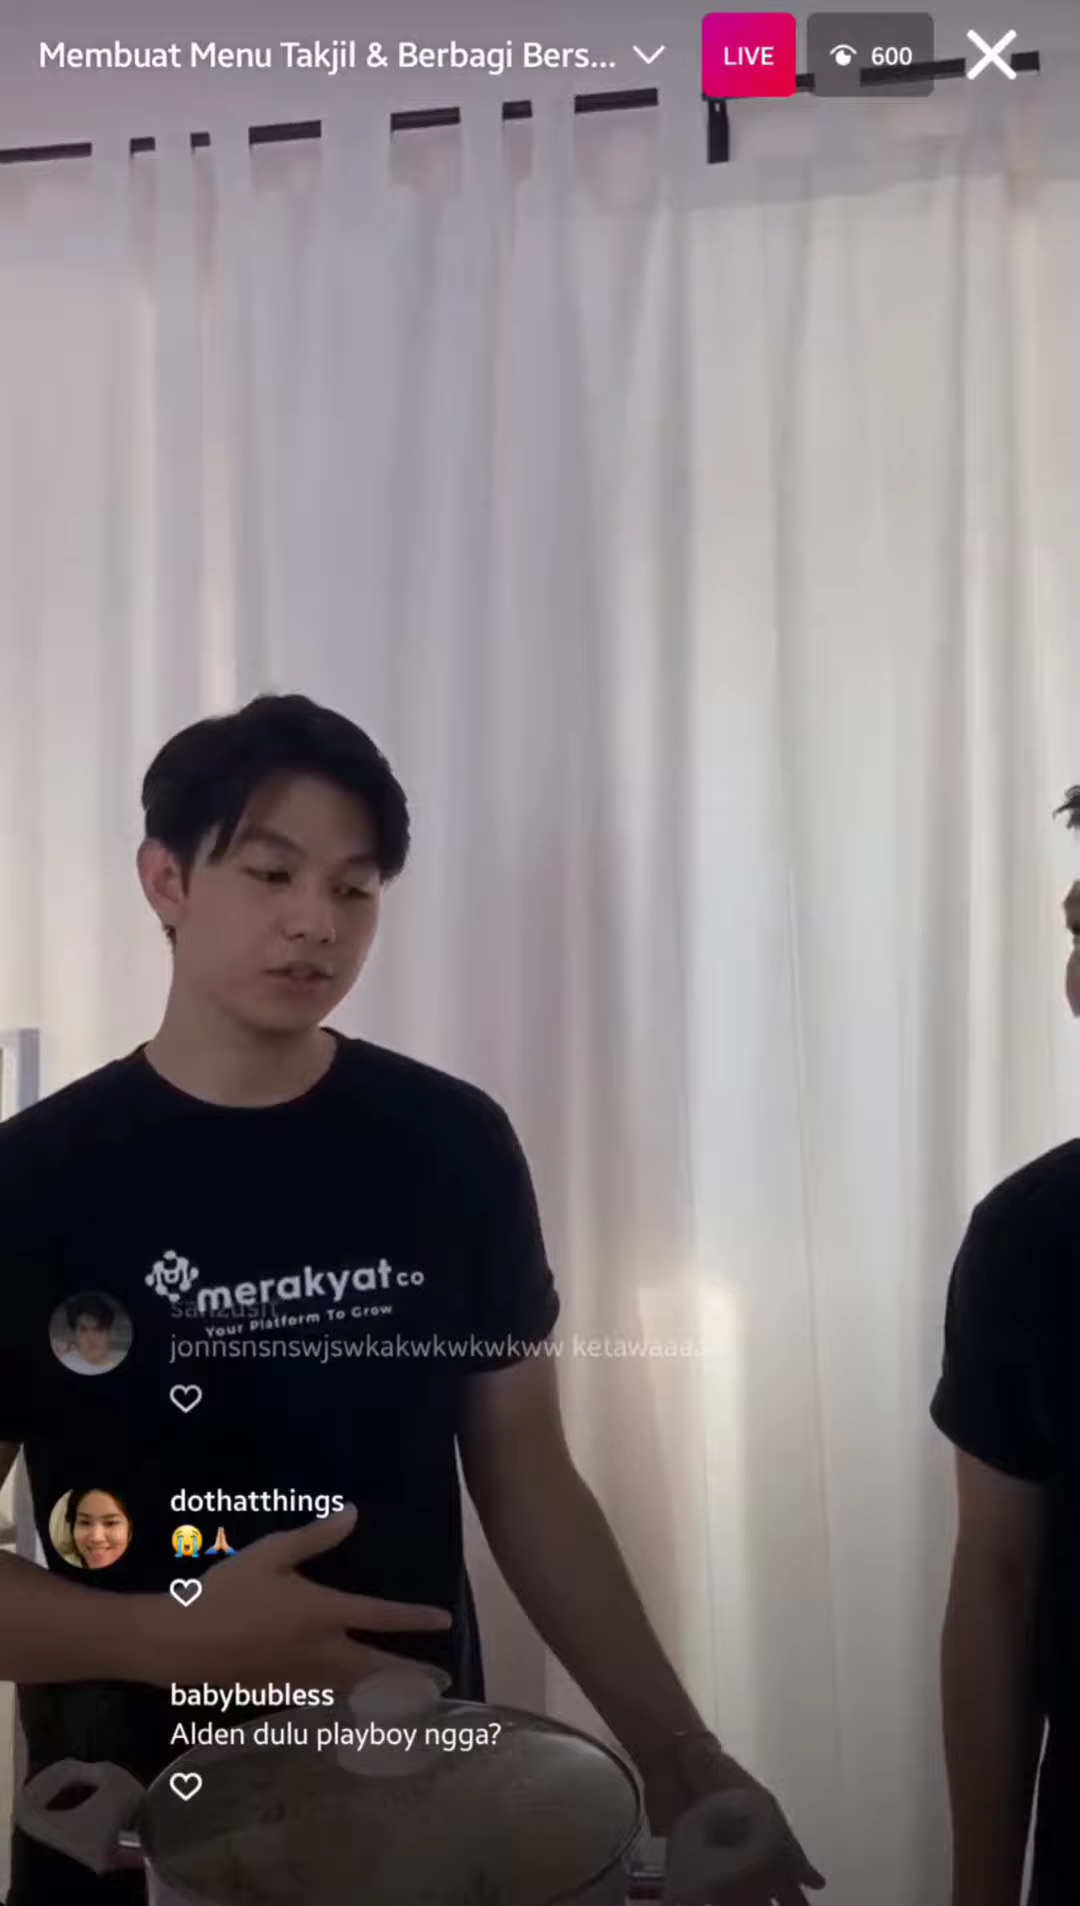 Membuat Menu Takjil & Berbagi Bers...
LIVE
600
merakyat co
Your Platform To Grow
jonnsnsnswjswkakwkwkwkww ketawaaaa
dothatthings
😭🙏🏼
babybubless
Alden dulu playboy ngga?